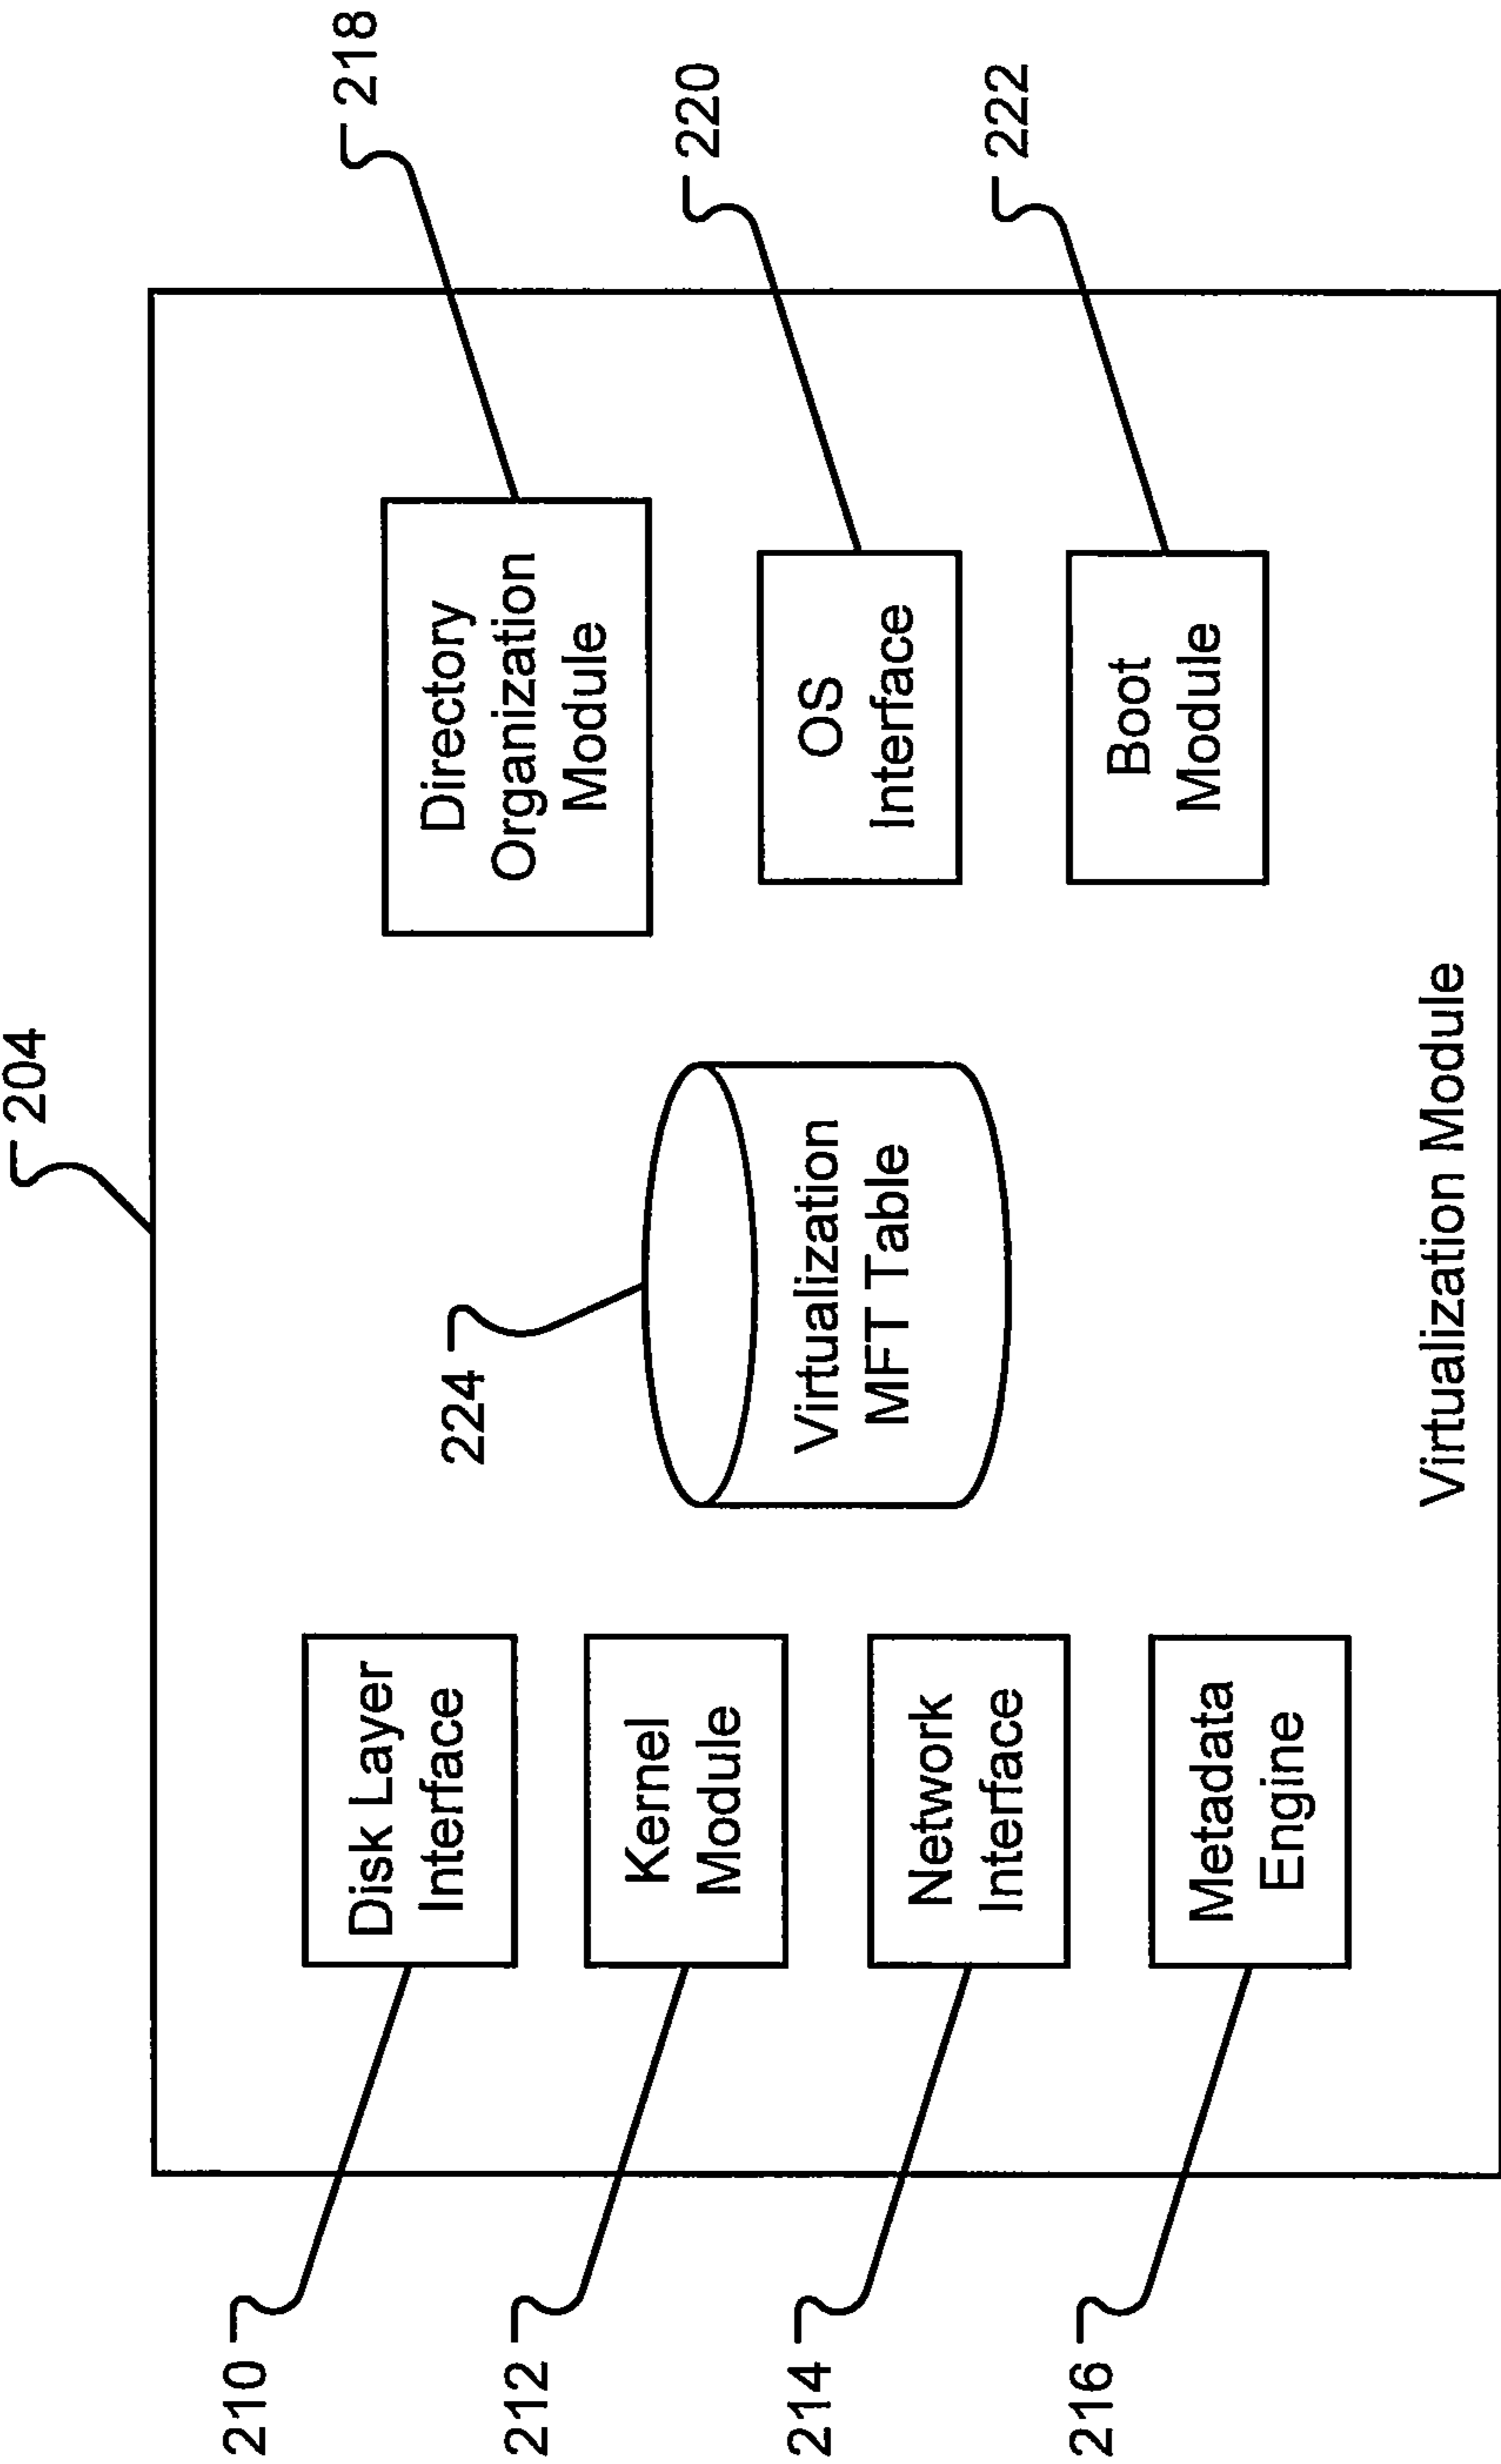 204
210
Disk Layer
Interface
212
Kernel
Module
214
Network
Interface
216
Metadata
Engine
224
Virtualization
MFT Table
218
Directory
Organization
Module
220
OS
Interface
222
Boot
Module
Virtualization Module